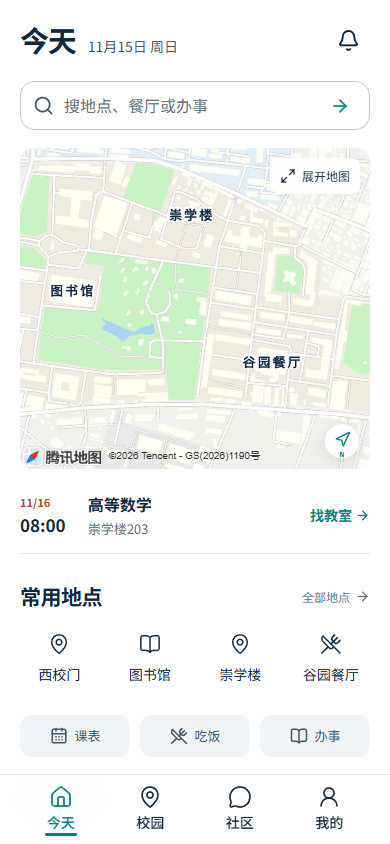 今天 11月15日 周日
搜地点、餐厅或办事
展开地图
崇学楼
图书馆
谷园餐厅
N
腾讯地图 ©2026 Tencent - GS(2026)1190号
11/16 高等数学
08:00 崇学楼203
找教室
常用地点 全部地点
西校门 图书馆 崇学楼 谷园餐厅
课表 吃饭 办事
今天 校园 社区 我的